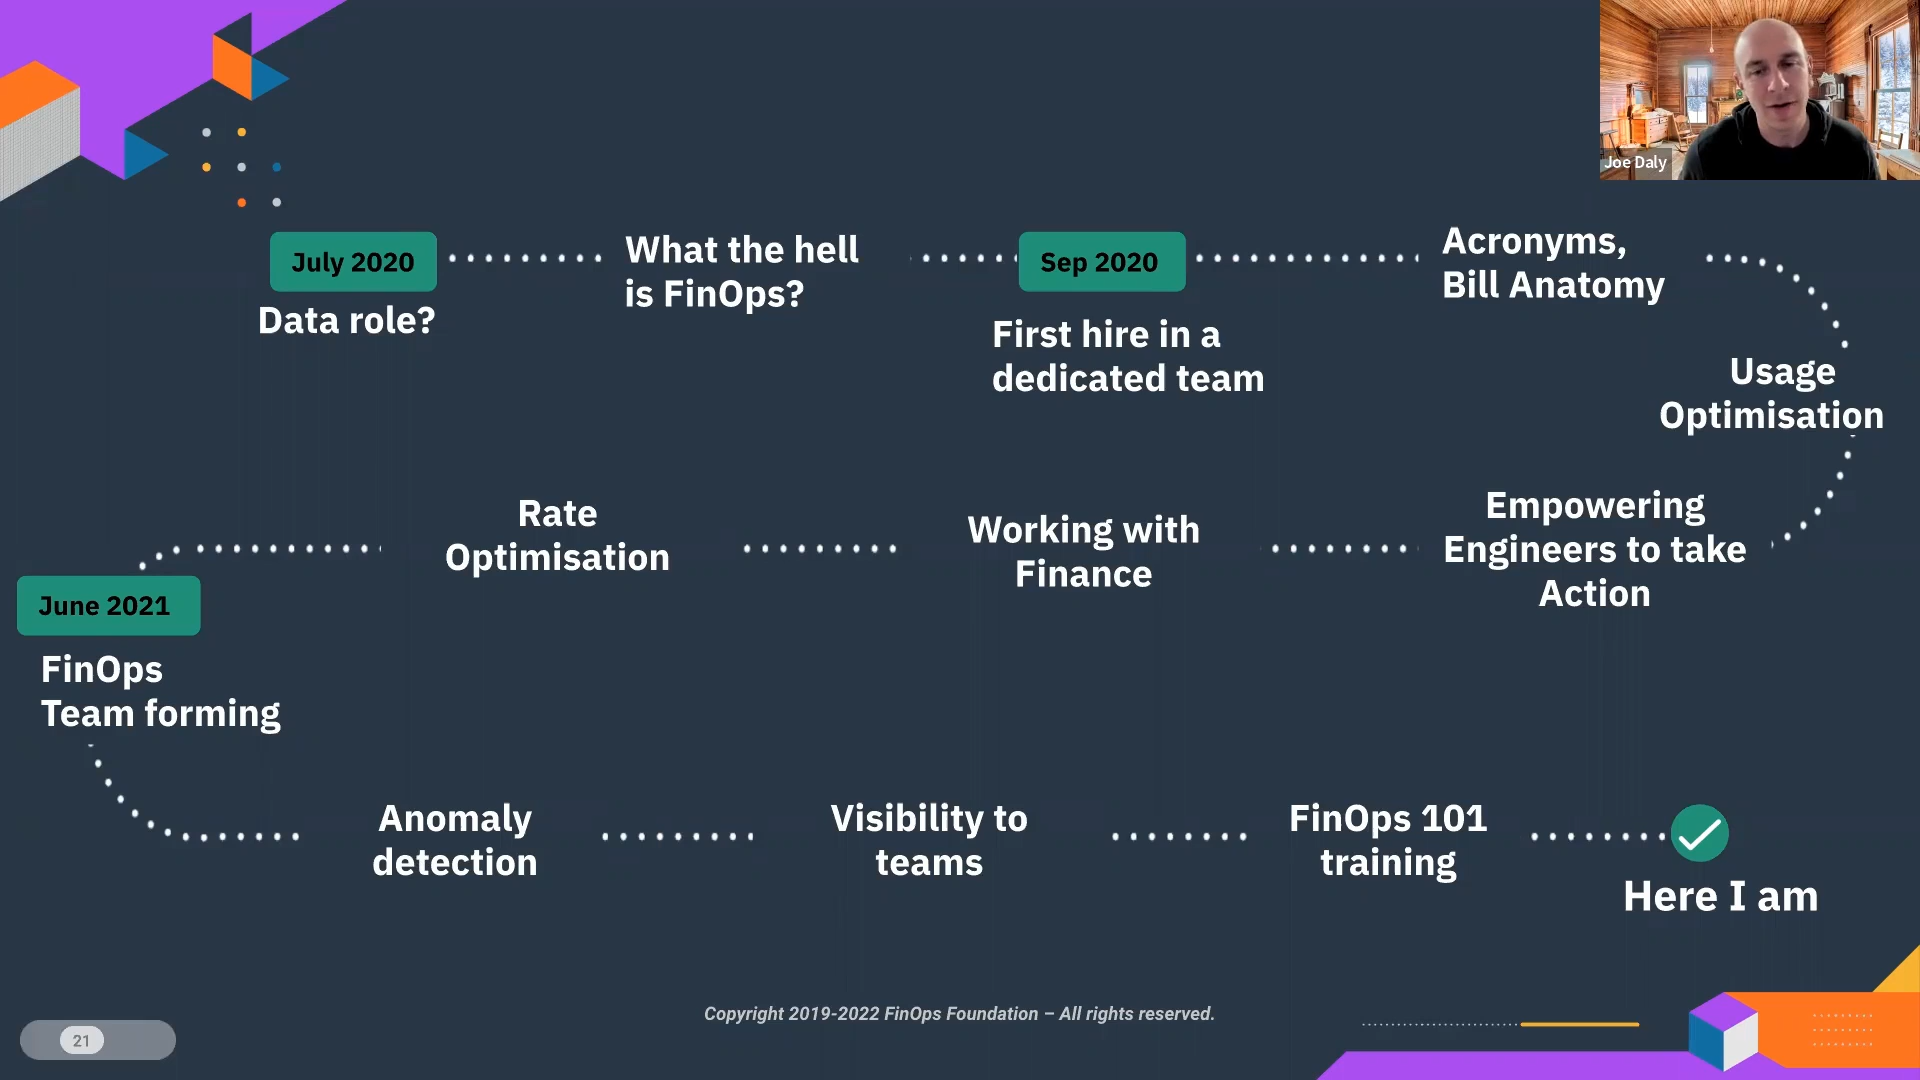 Joe Daly
July 2020
Data role?
What the hell
is FinOps?
Sep 2020
First hire in a
dedicated team
Acronyms,
Bill Anatomy
Usage
Optimisation
Empowering
Engineers to take
Action
Working with
Finance
Rate
Optimisation
June 2021
FinOps
Team forming
Anomaly
detection
Visibility to
teams
FinOps 101
training
Here I am
Copyright 2019-2022 FinOps Foundation – All rights reserved.
21